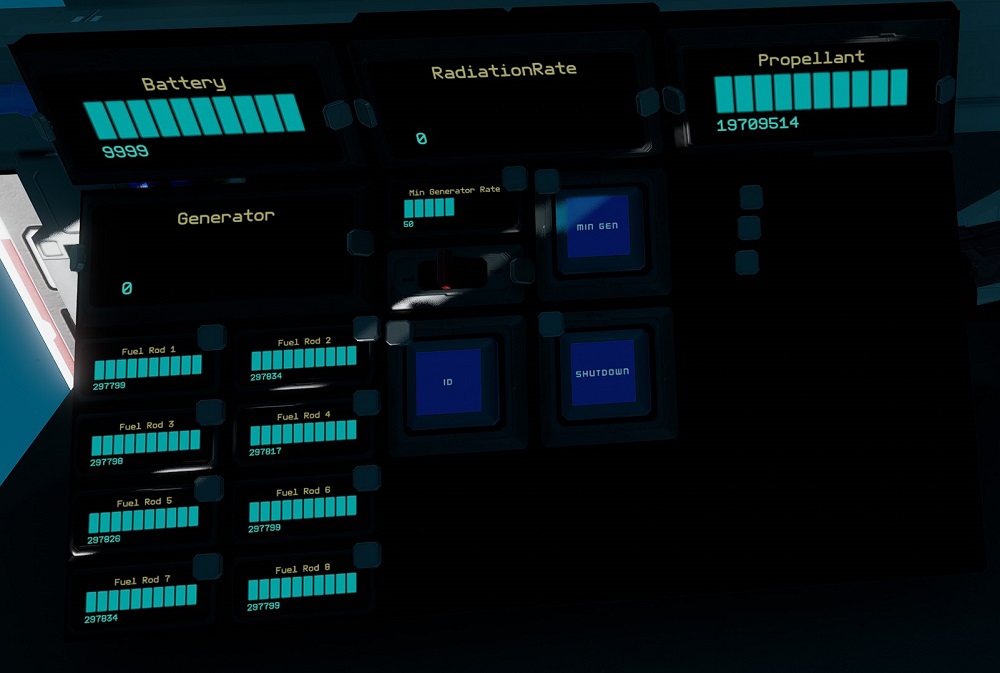 Battery
9999
RadiationRate
0
Propellant
19709514
Generator
0
Min Generator Rate
50
MIN GEN
Fuel Rod 1
297799
Fuel Rod 2
297834
Fuel Rod 3
297798
Fuel Rod 4
297817
Fuel Rod 5
297826
Fuel Rod 6
297799
Fuel Rod 7
297834
Fuel Rod 8
297799
ID
SHUTDOWN